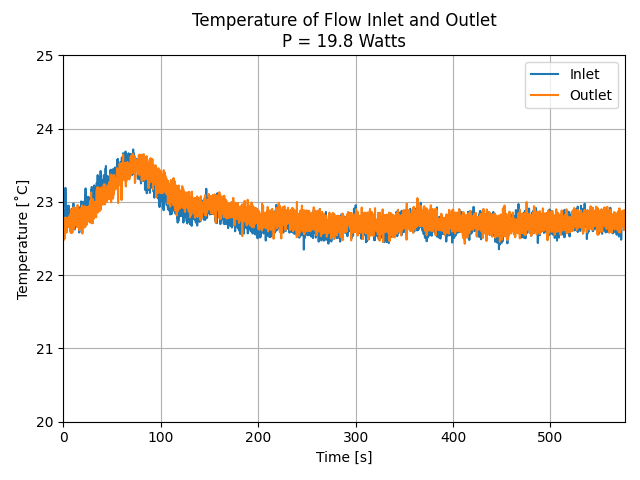 Temperature of Flow Inlet and Outlet
P = 19.8 Watts
Inlet
Outlet
25
24
23
22
21
20
Temperature [˚C]
0 100 200 300 400 500
Time [s]